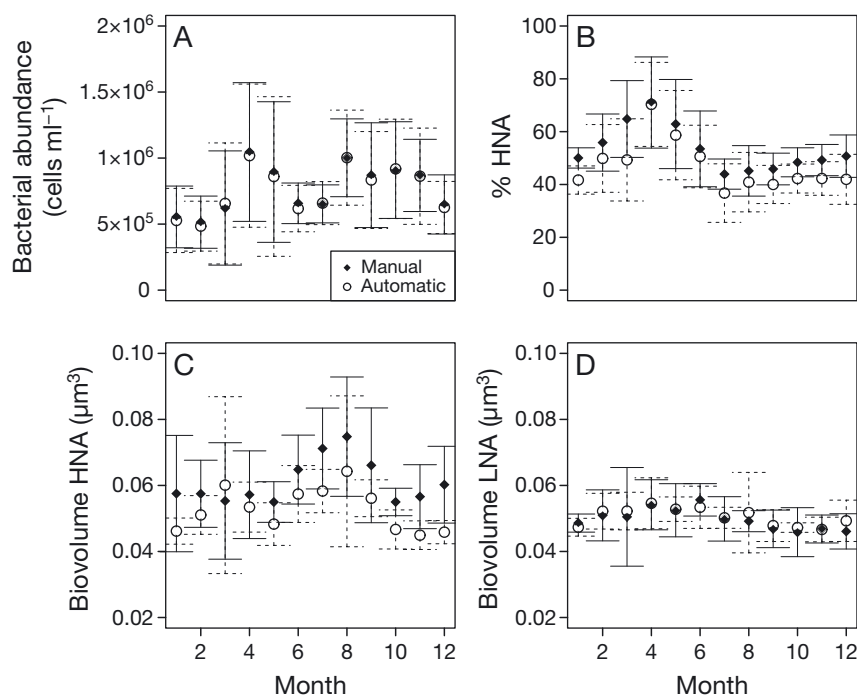 A
Bacterial abundance
(cells ml⁻¹)
2×10⁶
1.5×10⁶
1×10⁶
5×10⁵
0
Manual
Automatic
B
% HNA
100
80
60
40
20
0
C
Biovolume HNA (µm³)
0.10
0.08
0.06
0.04
0.02
2 4 6 8 10 12
Month
D
Biovolume LNA (µm³)
0.10
0.08
0.06
0.04
0.02
2 4 6 8 10 12
Month